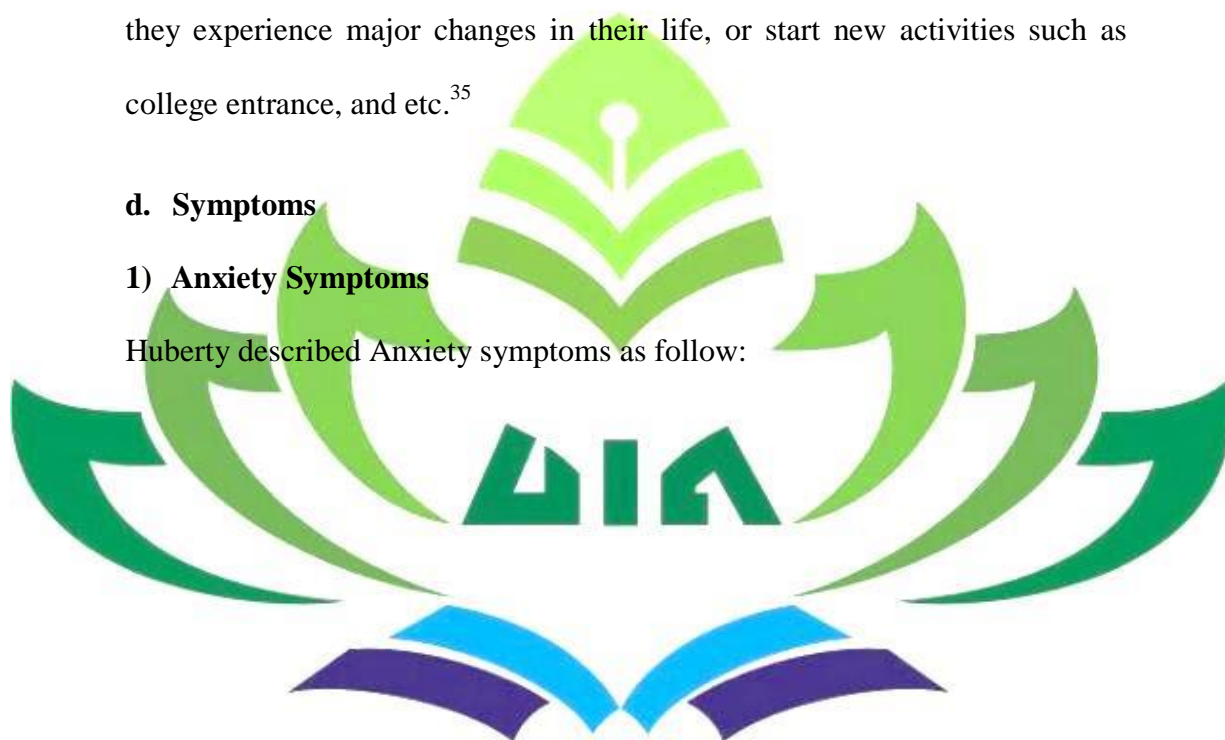 they experience major changes in their life, or start new activities such as
college entrance, and etc.35
d. Symptoms
1) Anxiety Symptoms
Huberty described Anxiety symptoms as follow: